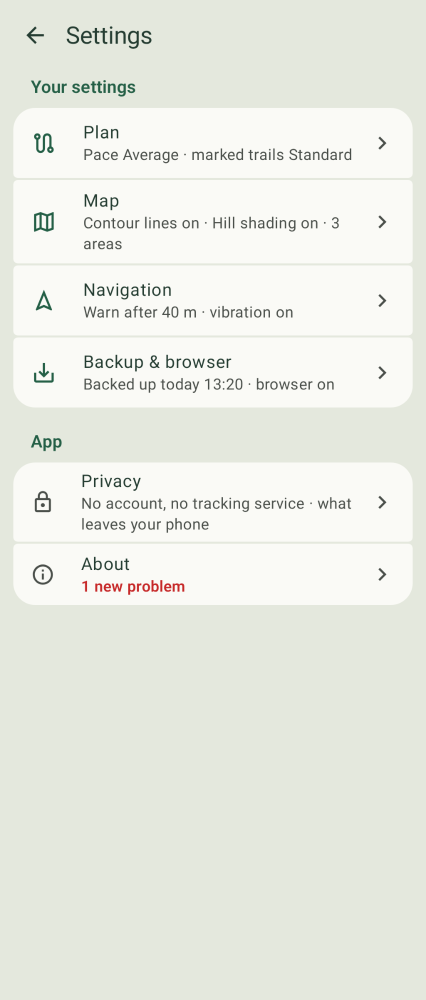 Settings
Your settings
Plan
Pace Average · marked trails Standard
Map
Contour lines on · Hill shading on · 3
areas
Navigation
Warn after 40 m · vibration on
Backup & browser
Backed up today 13:20 · browser on
App
Privacy
No account, no tracking service · what
leaves your phone
About
1 new problem